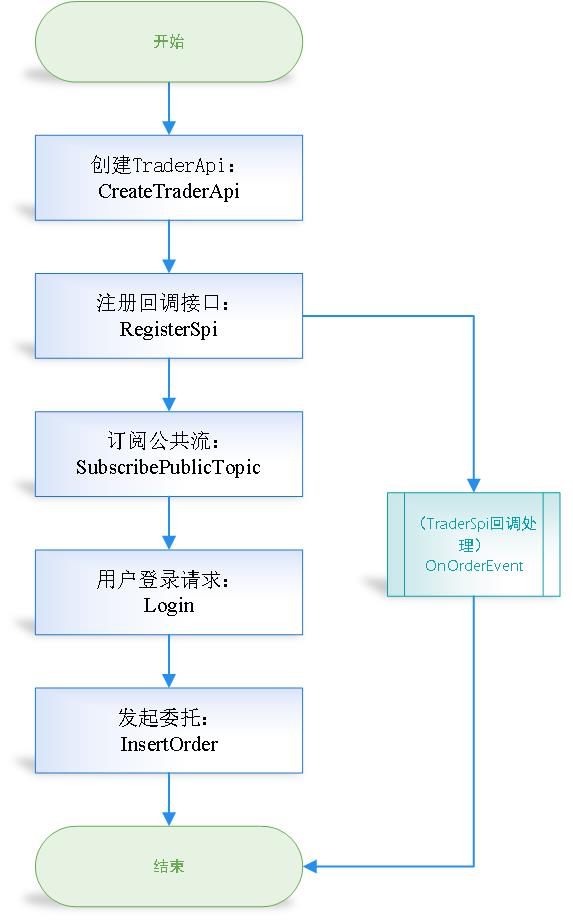 开始
创建TraderApi：
CreateTraderApi
注册回调接口：
RegisterSpi
订阅公共流：
SubscribePublicTopic
（TraderSpi回调处
理）
OnOrderEvent
用户登录请求：
Login
发起委托：
InsertOrder
结束